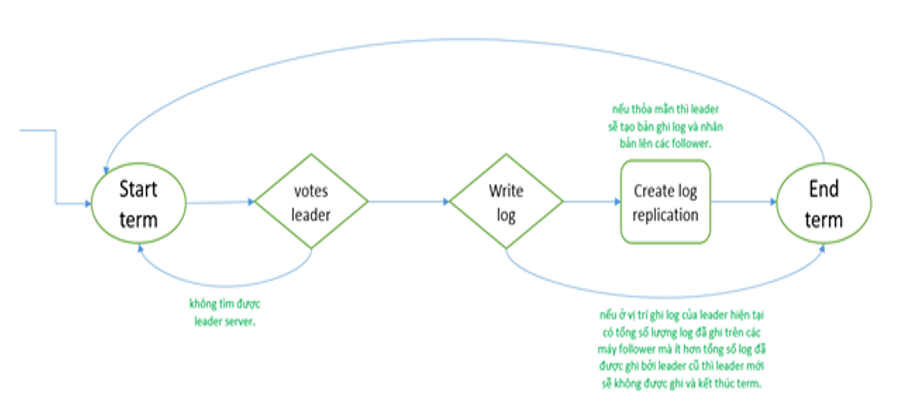 nếu thỏa mãn thì leader
sẽ tạo bản ghi log và nhân
bản lên các follower.
Start
term
votes
leader
Write
log
Create log
replication
End
term
không tìm được
leader server.
nếu ở vị trí ghi log của leader hiện tại
có tổng số lượng log đã ghi trên các
máy follower mà ít hơn tổng số log đã
được ghi bởi leader cũ thì leader mới
sẽ không được ghi và kết thúc term.